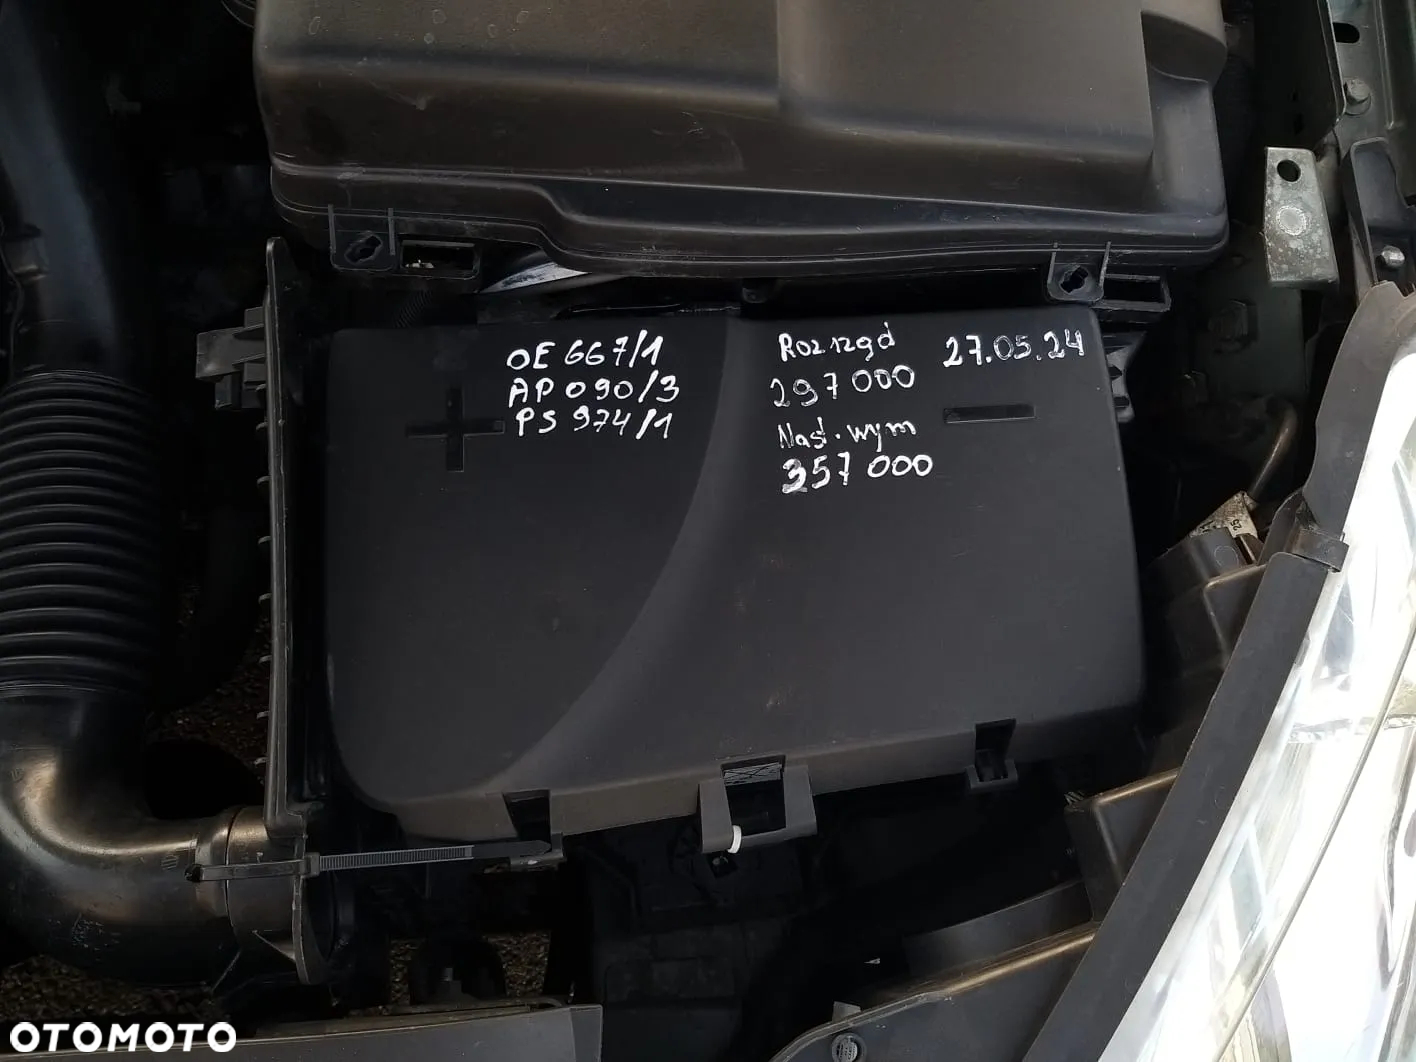 OE 667/1
AP 090/3
PS 974/1
Rozrząd
297 000
Nast. wym
357 000
27.05.24
25
OTOMOTO